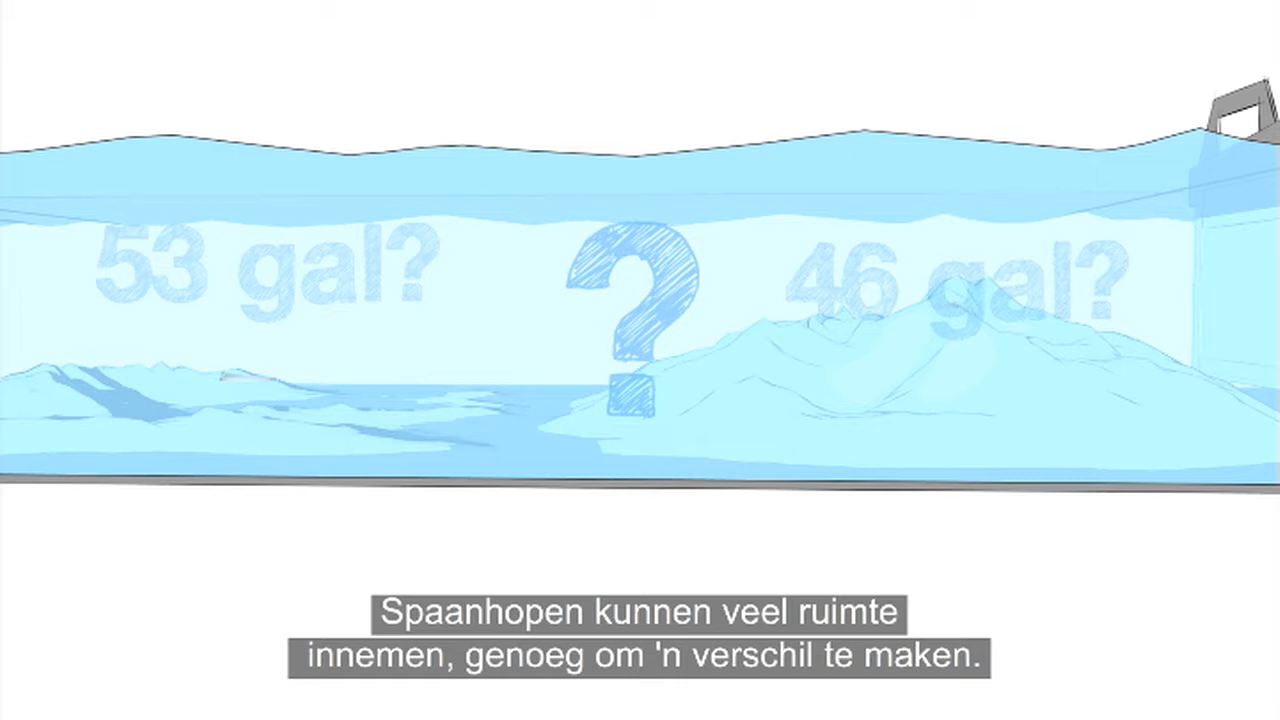 53 gal?
?
46 gal?
Spaanhopen kunnen veel ruimte
innemen, genoeg om 'n verschil te maken.